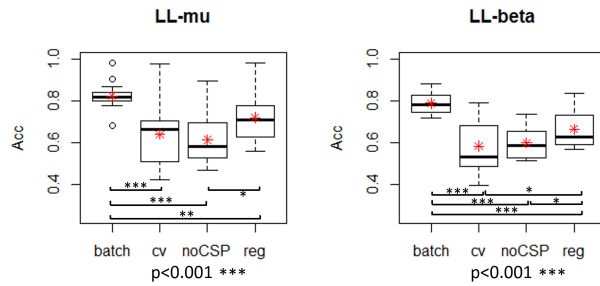 LL-mu
Acc
1.0
0.8
0.6
0.4
***
***
*
**
batch cv noCSP reg
p<0.001 ***
LL-beta
Acc
1.0
0.8
0.6
0.4
*** *
*** *
***
batch cv noCSP reg
p<0.001 ***